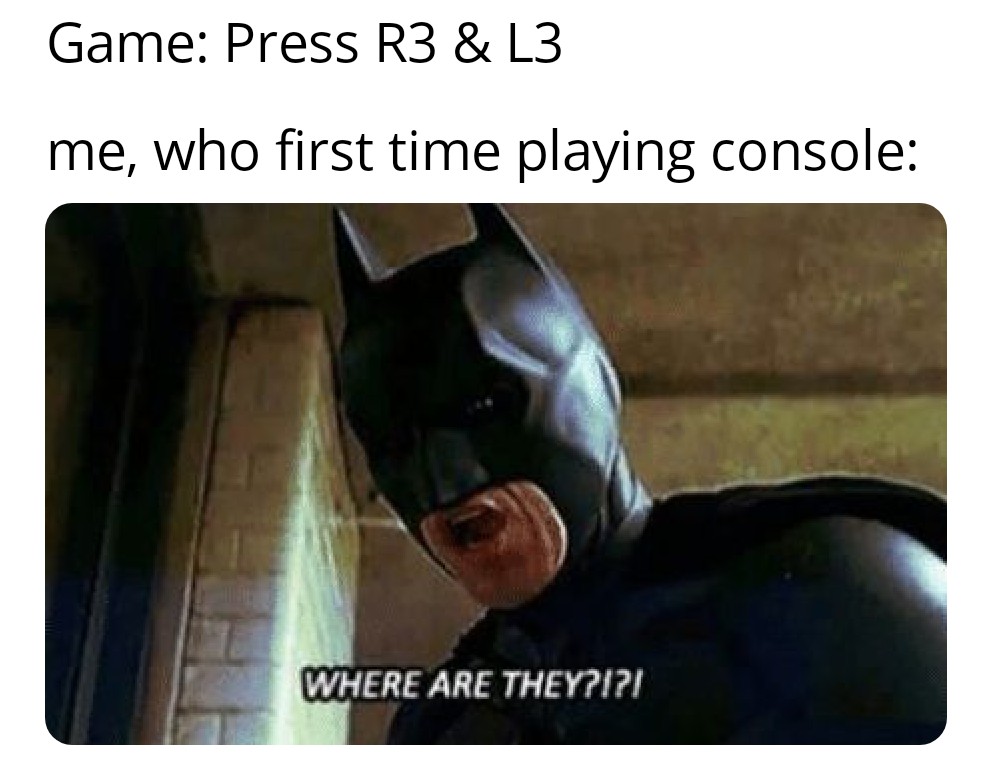 Game: Press R3 & L3
me, who first time playing console:
WHERE ARE THEY?!?!